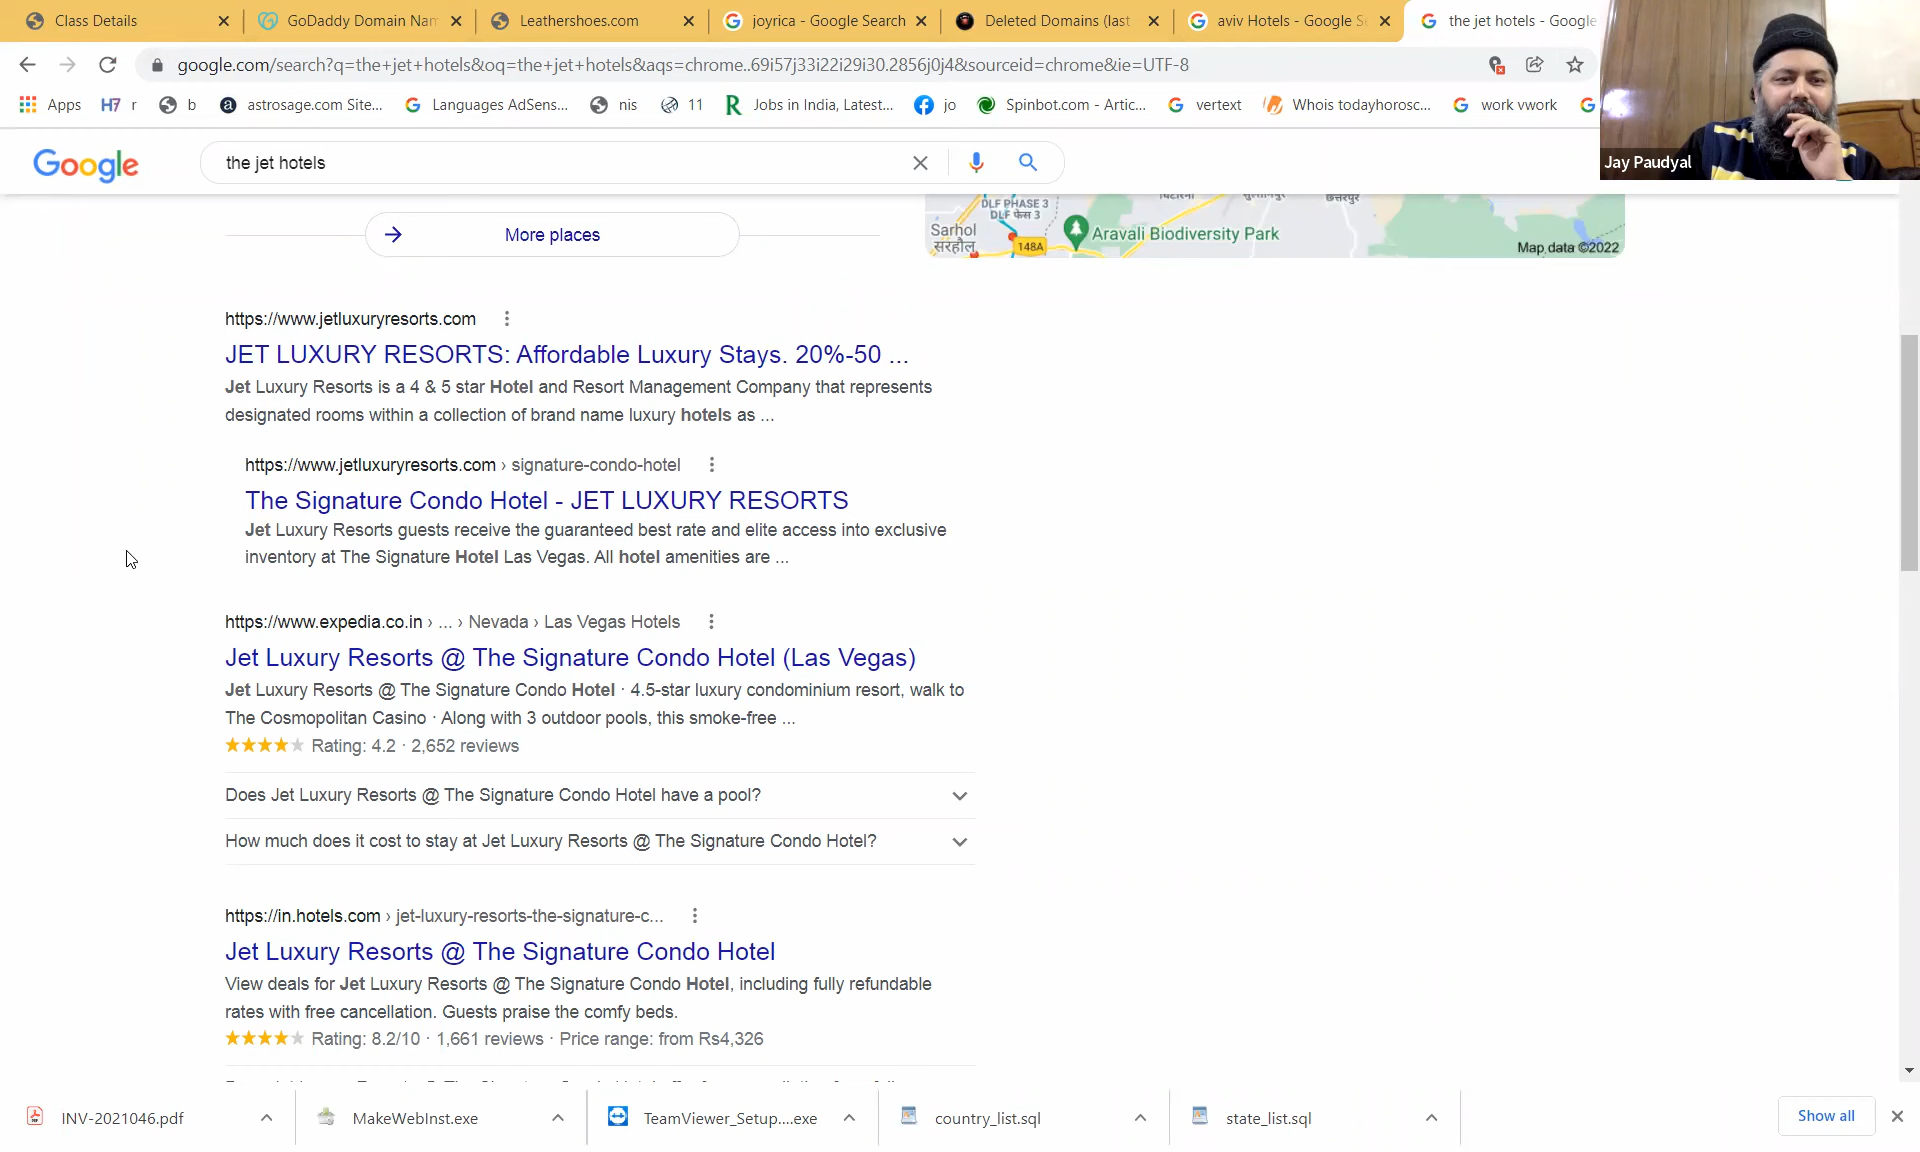 Class Details
GoDaddy Domain Nam
Leathershoes.com
joyrica - Google Search
Deleted Domains (last
aviv Hotels - Google Se
the jet hotels - Google
google.com/search?q=the+jet+hotels&oq=the+jet+hotels&aqs=chrome..69i57j33i22i29i30.2856j0j4&sourceid=chrome&ie=UTF-8
Apps
H7 r
b
astrosage.com Site...
Languages AdSens...
nis
11
Jobs in India, Latest...
jo
Spinbot.com - Artic...
vertext
Whois todayhorosc...
work vwork
Jay Paudyal
Google
the jet hotels
DLF PHASE 3
DLF फेस 3
Sarhol
सरहौल
148A
Aravali Biodiversity Park
छत्तरपुर
Map data ©2022
More places
https://www.jetluxuryresorts.com
JET LUXURY RESORTS: Affordable Luxury Stays. 20%-50 ...
Jet Luxury Resorts is a 4 & 5 star Hotel and Resort Management Company that represents
designated rooms within a collection of brand name luxury hotels as ...
https://www.jetluxuryresorts.com › signature-condo-hotel
The Signature Condo Hotel - JET LUXURY RESORTS
Jet Luxury Resorts guests receive the guaranteed best rate and elite access into exclusive
inventory at The Signature Hotel Las Vegas. All hotel amenities are ...
https://www.expedia.co.in › ... › Nevada › Las Vegas Hotels
Jet Luxury Resorts @ The Signature Condo Hotel (Las Vegas)
Jet Luxury Resorts @ The Signature Condo Hotel · 4.5-star luxury condominium resort, walk to
The Cosmopolitan Casino · Along with 3 outdoor pools, this smoke-free ...
Rating: 4.2 · 2,652 reviews
Does Jet Luxury Resorts @ The Signature Condo Hotel have a pool?
How much does it cost to stay at Jet Luxury Resorts @ The Signature Condo Hotel?
https://in.hotels.com › jet-luxury-resorts-the-signature-c...
Jet Luxury Resorts @ The Signature Condo Hotel
View deals for Jet Luxury Resorts @ The Signature Condo Hotel, including fully refundable
rates with free cancellation. Guests praise the comfy beds.
Rating: 8.2/10 · 1,661 reviews · Price range: from Rs4,326
INV-2021046.pdf
MakeWebInst.exe
TeamViewer_Setup....exe
country_list.sql
state_list.sql
Show all